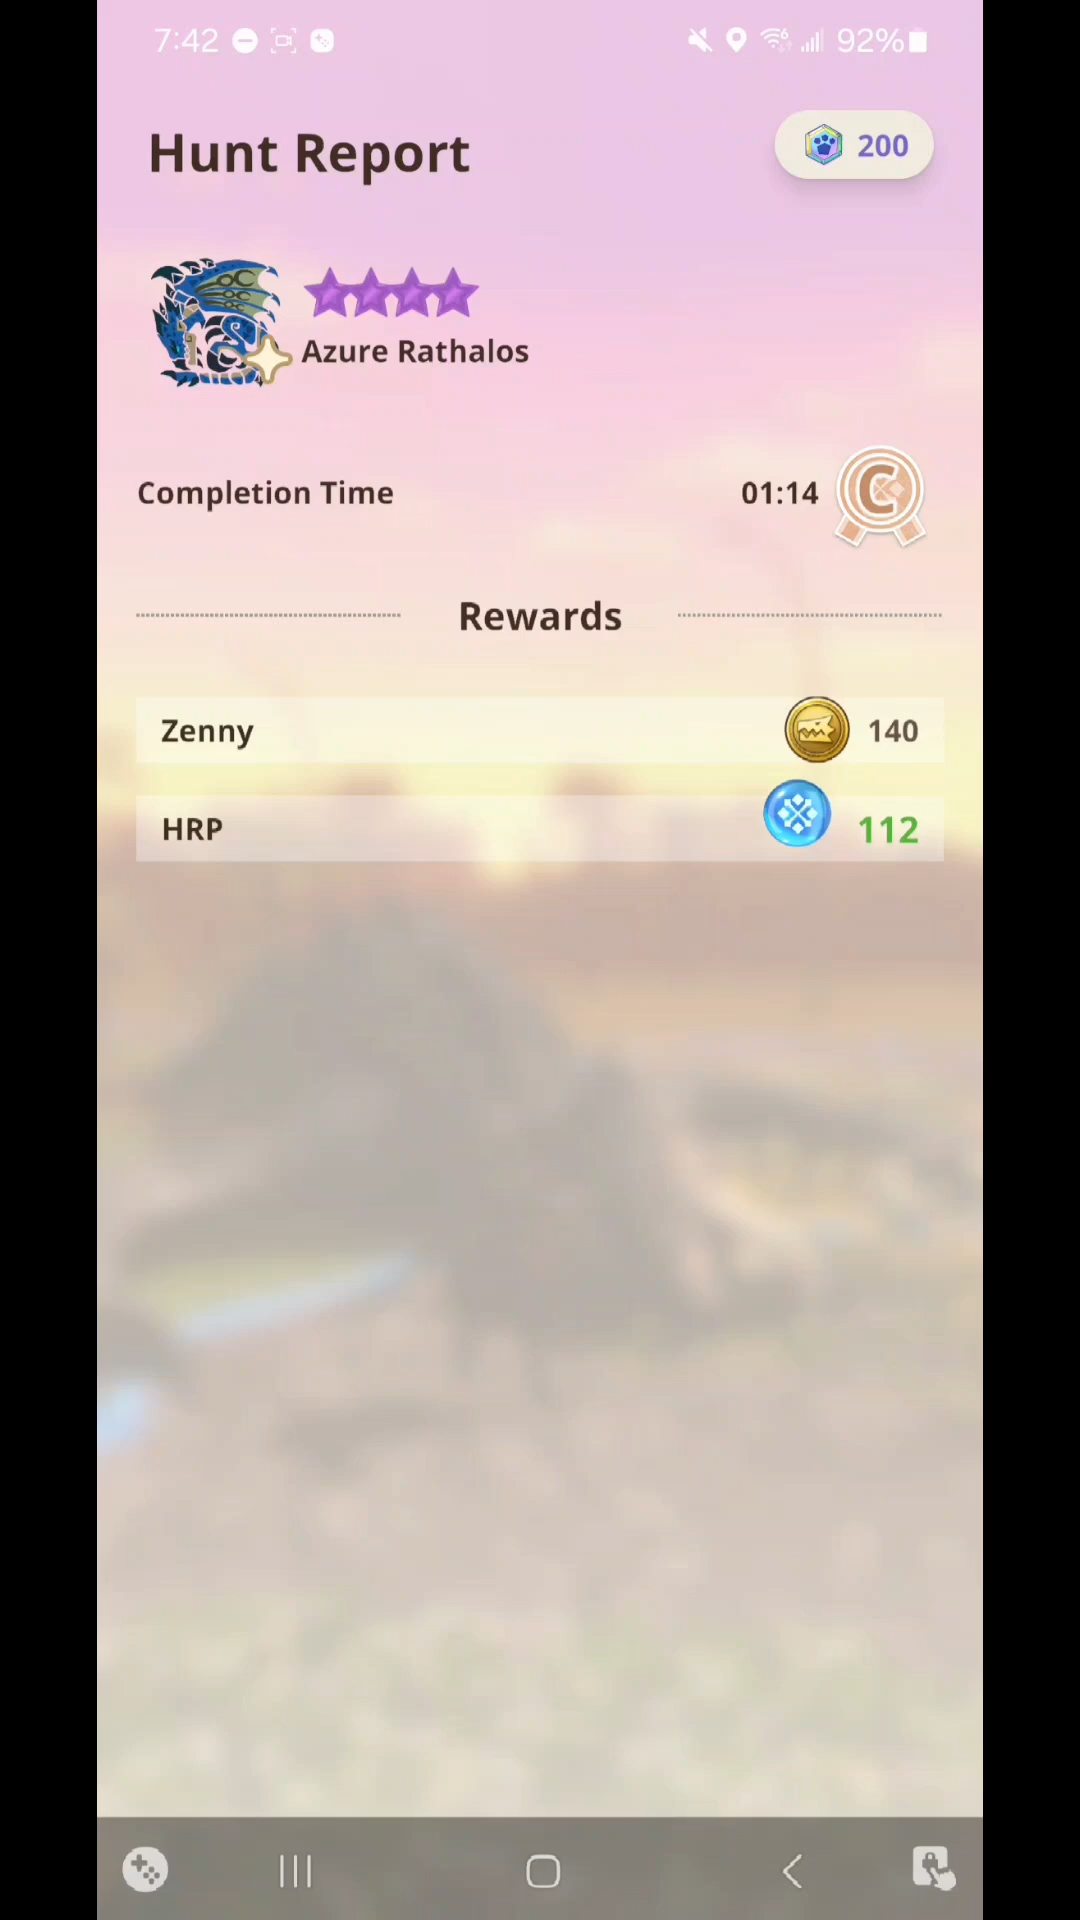 7:42
92%
Hunt Report
200
Azure Rathalos
Completion Time 01:14 C
Rewards
Zenny 140
HRP 112